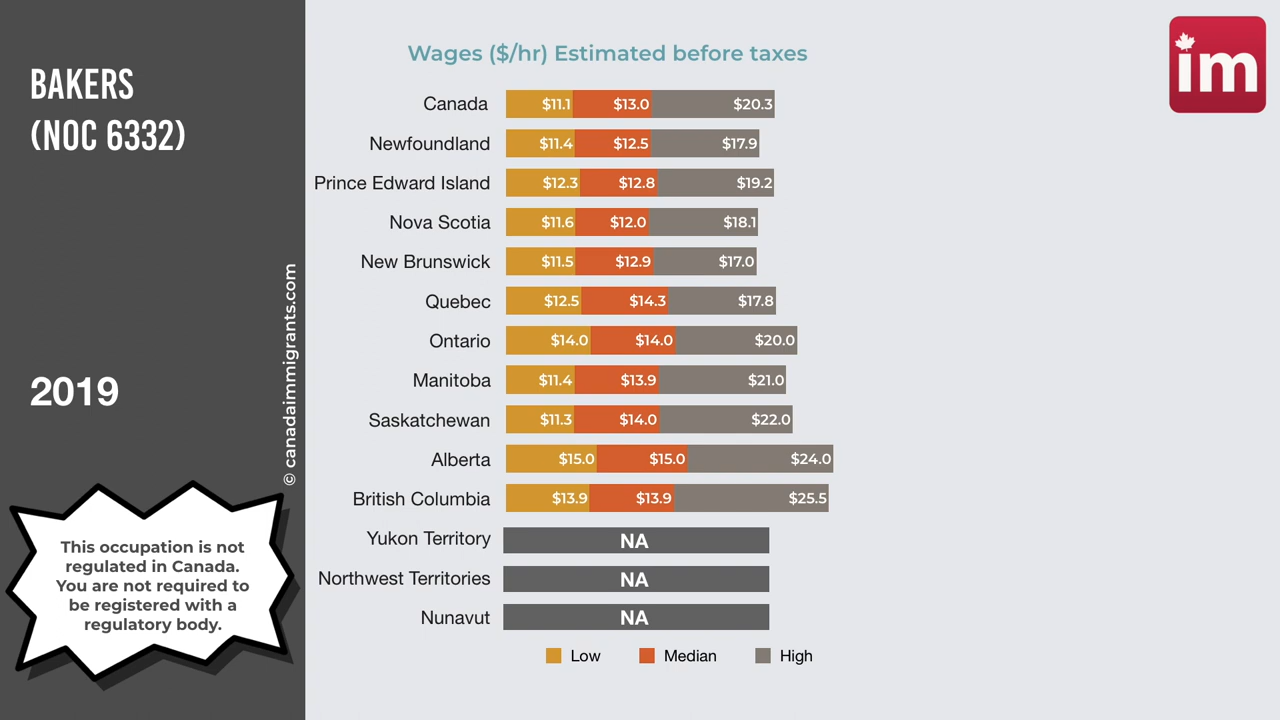 BAKERS
(NOC 6332)
2019
This occupation is not
regulated in Canada.
You are not required to
be registered with a
regulatory body.
© canadaimmigrants.com
Wages ($/hr) Estimated before taxes
Canada $11.1 $13.0 $20.3
Newfoundland $11.4 $12.5 $17.9
Prince Edward Island $12.3 $12.8 $19.2
Nova Scotia $11.6 $12.0 $18.1
New Brunswick $11.5 $12.9 $17.0
Quebec $12.5 $14.3 $17.8
Ontario $14.0 $14.0 $20.0
Manitoba $11.4 $13.9 $21.0
Saskatchewan $11.3 $14.0 $22.0
Alberta $15.0 $15.0 $24.0
British Columbia $13.9 $13.9 $25.5
Yukon Territory NA
Northwest Territories NA
Nunavut NA
Low Median High
im